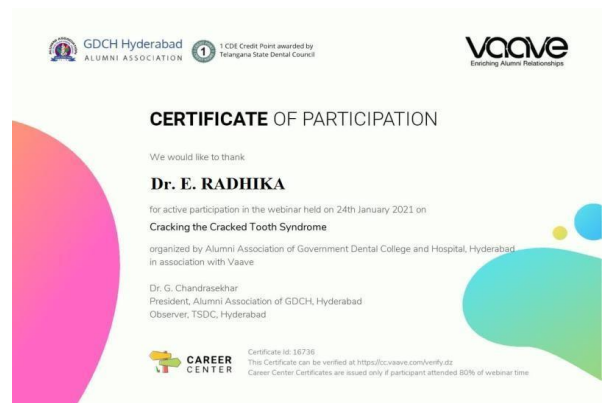 GDCH Hyderabad
ALUMNI ASSOCIATION
1
1 CDE Credit Point awarded by
Telangana State Dental Council
vaave
Enriching Alumni Relationships
CERTIFICATE OF PARTICIPATION
We would like to thank
Dr. E. RADHIKA
for active participation in the webinar held on 24th January 2021 on
Cracking the Cracked Tooth Syndrome
organized by Alumni Association of Government Dental College and Hospital, Hyderabad
in association with Vaave
Dr. G. Chandrasekhar
President, Alumni Association of GDCH, Hyderabad
Observer, TSDC, Hyderabad
CAREER
CENTER
Certificate Id: 16736
This Certificate can be verified at https://cc.vaave.com/verify.dz
Career Center Certificates are issued only if participant attended 80% of webinar time